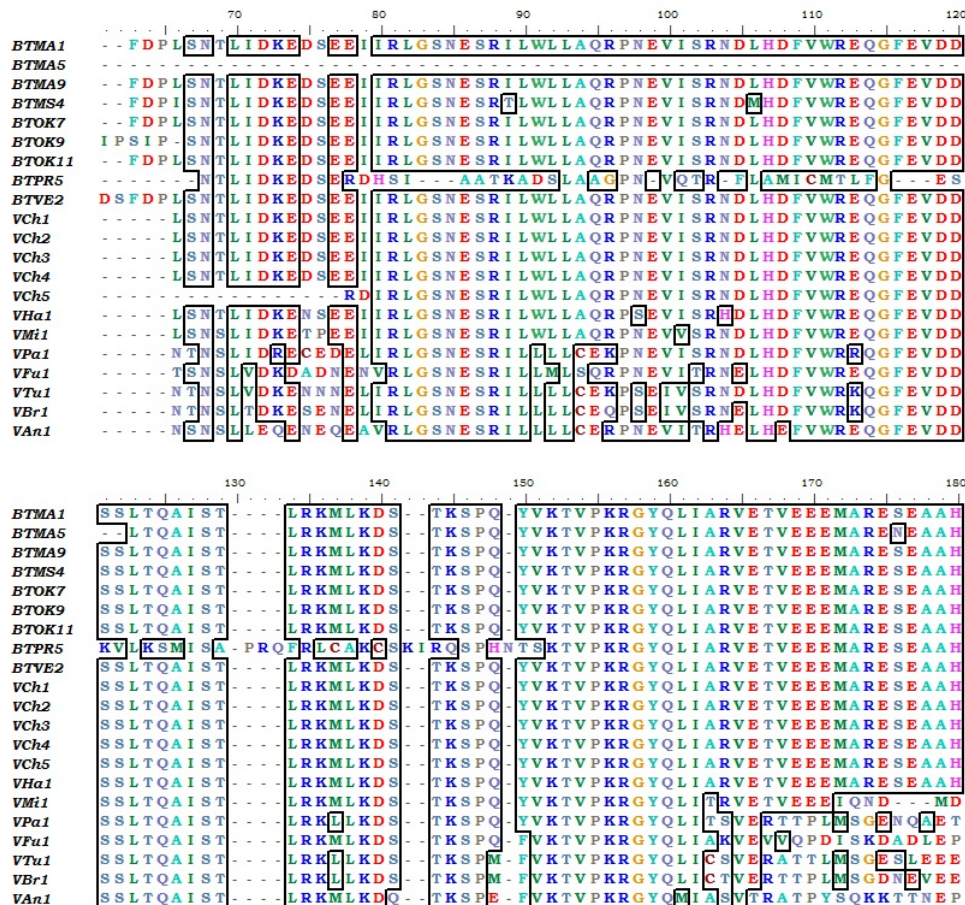 70 80 90 100 110 120
BTMA1 --FDPLSNTLIDKEDSEEIIRLGSNESRILWLLAQRPNEVISRNDLHDFVWREQGFEVDD
BTMA5 ------------------------------------------------------------
BTMA9 --FDPLSNTLIDKEDSEEIIRLGSNESRILWLLAQRPNEVISRNDLHDFVWREQGFEVDD
BTMS4 --FDPLSNTLIDKEDSEEIIRLGSNESRTLWLLAQRPNEVISRNDMHDFVWREQGFEVDD
BTOK7 --FDPLSNTLIDKEDSEEIIRLGSNESRILWLLAQRPNEVISRNDLHDFVWREQGFEVDD
BTOK9 IPSIP-SNTLIDKEDSEEIIRLGSNESRILWLLAQRPNEVISRNDLHDFVWREQGFEVDD
BTOK11 --FDPLSNTLIDKEDSEEIIRLGSNESRILWLLAQRPNEVISRNDLHDFVWREQGFEVDD
BTPR5 -------NTLIDKEDSERDHSI---AATKADSLAAGPN-VQTR-FLAMICMTLFG---ES
BTVE2 DSFDPLSNTLIDKEDSEEIIRLGSNESRILWLLAQRPNEVISRNDLHDFVWREQGFEVDD
VCh1 -----LSNTLIDKEDSEEIIRLGSNESRILWLLAQRPNEVISRNDLHDFVWREQGFEVDD
VCh2 -----LSNTLIDKEDSEEIIRLGSNESRILWLLAQRPNEVISRNDLHDFVWREQGFEVDD
VCh3 -----LSNTLIDKEDSEEIIRLGSNESRILWLLAQRPNEVISRNDLHDFVWREQGFEVDD
VCh4 -----LSNTLIDKEDSEEIIRLGSNESRILWLLAQRPNEVISRNDLHDFVWREQGFEVDD
VCh5 -----------------RDIRLGSNESRILWLLAQRPNEVISRNDLHDFVWREQGFEVDD
VHa1 -----LSNTLIDKENSEEIIRLGSNESRILWLLAQRPSEVISRHDLHDFVWREQGFEVDD
VMi1 -----LSNTLIDKETPEEIIRLGSNESRILWLLAQRPNEVVSRNDLHDFVWREQGFEVDD
VPa1 -----NTNSLIDRECEDELIRLGSNESRILLLLCEKPNEVISRNDLHDFVWRRQGFEVDD
VFu1 -----TSNSLVDKDADNENVRLGSNESRILLMLSQRPNEVITRNELHDFVWREQGFEVDD
VTu1 -----NTNSLVDKENNNELIRLGSNESRILLLLCEKPSEIVSRNDLHDFVWRKQGFEVDD
VBr1 -----NTNSLTDKESENELIRLGSNESRILLLLCEQPSEIVSRNELHDFVWRKQGFEVDD
VAn1 -----NSNSLLEQENEQEAVRLGSNESRILLLLCERPNEVITRHELHEFVWREQGFEVDD
130 140 150 160 170 180
BTMA1 SSLTQAIST----LRKMLKDS--TKSPQ-YVKTVPKRGYQLIARVETVEEEMARESEAAH
BTMA5 --LTQAIST----LRKMLKDS--TKSPQ-YVKTVPKRGYQLIARVETVEEEMARENEAAH
BTMA9 SSLTQAIST----LRKMLKDS--TKSPQ-YVKTVPKRGYQLIARVETVEEEMARESEAAH
BTMS4 SSLTQAIST----LRKMLKDS--TKSPQ-YVKTVPKRGYQLIARVETVEEEMARESEAAH
BTOK7 SSLTQAIST----LRKMLKDS--TKSPQ-YVKTVPKRGYQLIARVETVEEEMARESEAAH
BTOK9 SSLTQAIST----LRKMLKDS--TKSPQ-YVKTVPKRGYQLIARVETVEEEMARESEAAH
BTOK11 SSLTQAIST----LRKMLKDS--TKSPQ-YVKTVPKRGYQLIARVETVEEEMARESEAAH
BTPR5 KVLKSMISA-PRQFRLCAKCSKIRQSPHNTSKTVPKRGYQLIARVETVEEEMARESEAAH
BTVE2 SSLTQAIST----LRKMLKDS--TKSPQ-YVKTVPKRGYQLIARVETVEEEMARESEAAH
VCh1 SSLTQAIST----LRKMLKDS--TKSPQ-YVKTVPKRGYQLIARVETVEEEMARESEAAH
VCh2 SSLTQAIST----LRKMLKDS--TKSPQ-YVKTVPKRGYQLIARVETVEEEMARESEAAH
VCh3 SSLTQAIST----LRKMLKDS--TKSPQ-YVKTVPKRGYQLIARVETVEEEMARESEAAH
VCh4 SSLTQAIST----LRKMLKDS--TKSPQ-YVKTVPKRGYQLIARVETVEEEMARESEAAH
VCh5 SSLTQAIST----LRKMLKDS--TKSPQ-YVKTVPKRGYQLIARVETVEEEMARESEAAH
VHa1 SSLTQAIST----LRKMLKDS--TKSPQ-YVKTVPKRGYQLIARVETVEEEMARESEAAH
VMi1 SSLTQAIST----LRKMLKDS--TKSPQ-YVKTVPKRGYQLITRVETVEEEIQND---MD
VPa1 SSLTQAIST----LRKLLKDS--TKSPQ-YVKTVPKRGYQLITSVERTTPLMSGENQAET
VFu1 SSLTQAIST----LRKMLKDS--TKSPQ-FVKTVPKRGYQLIAKVEVVQPDISKDADLEP
VTu1 SSLTQAIST----LRKLLKDS--TKSPM-FVKTVPKRGYQLICSVERATTLMSGESLEEE
VBr1 SSLTQAIST----LRKLLKDS--TKSPM-FVKTVPKRGYQLICTVERTTPLMSGDNEVEE
VAn1 SSLTQAIST----LRKMLKDQ--TKSPE-FVKTVPKRGYQMIASVTRATPYSQKKTTNEP